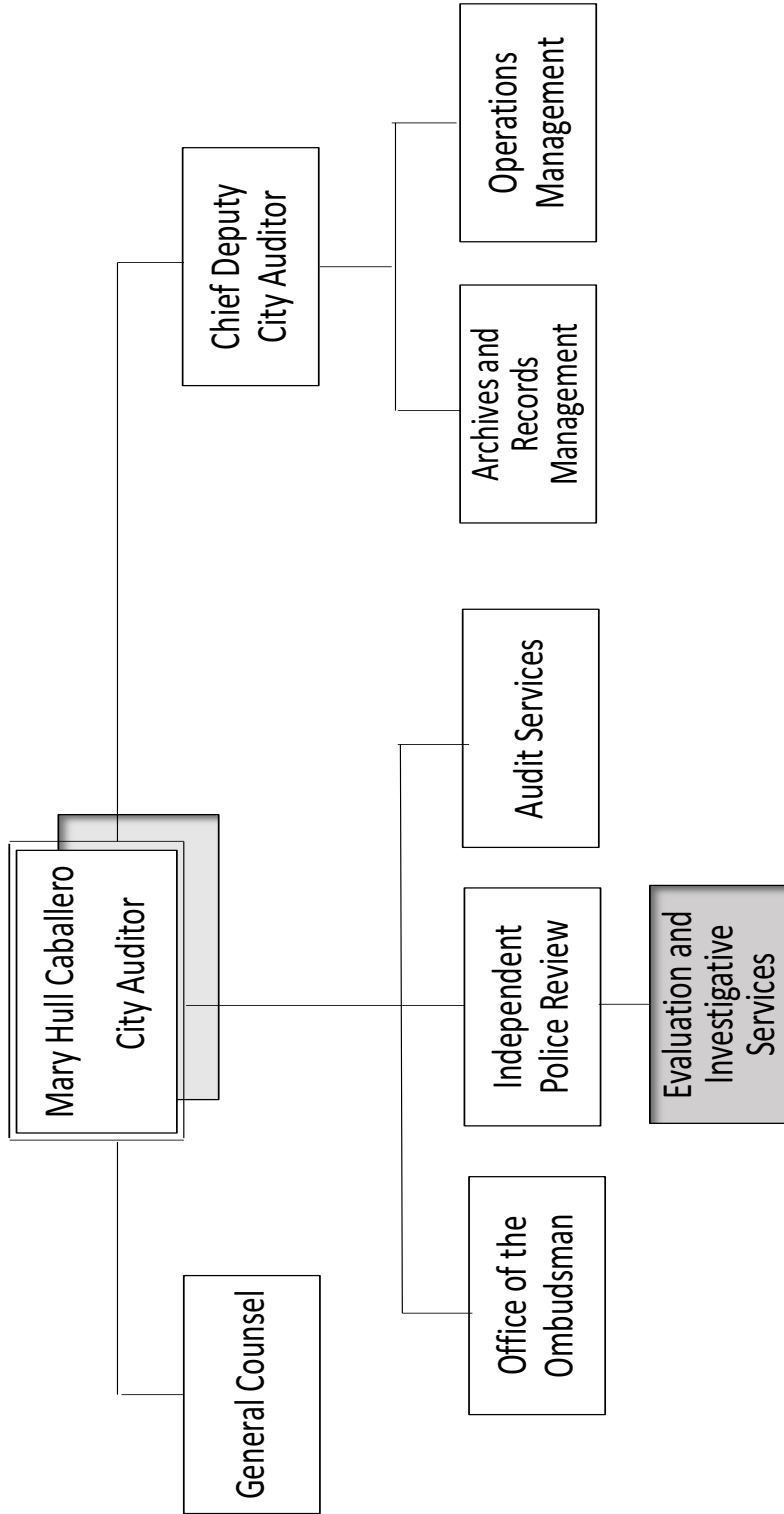 Mary Hull Caballero
City Auditor
General Counsel
Chief Deputy
City Auditor
Office of the
Ombudsman
Independent
Police Review
Audit Services
Archives and
Records
Management
Operations
Management
Evaluation and
Investigative
Services